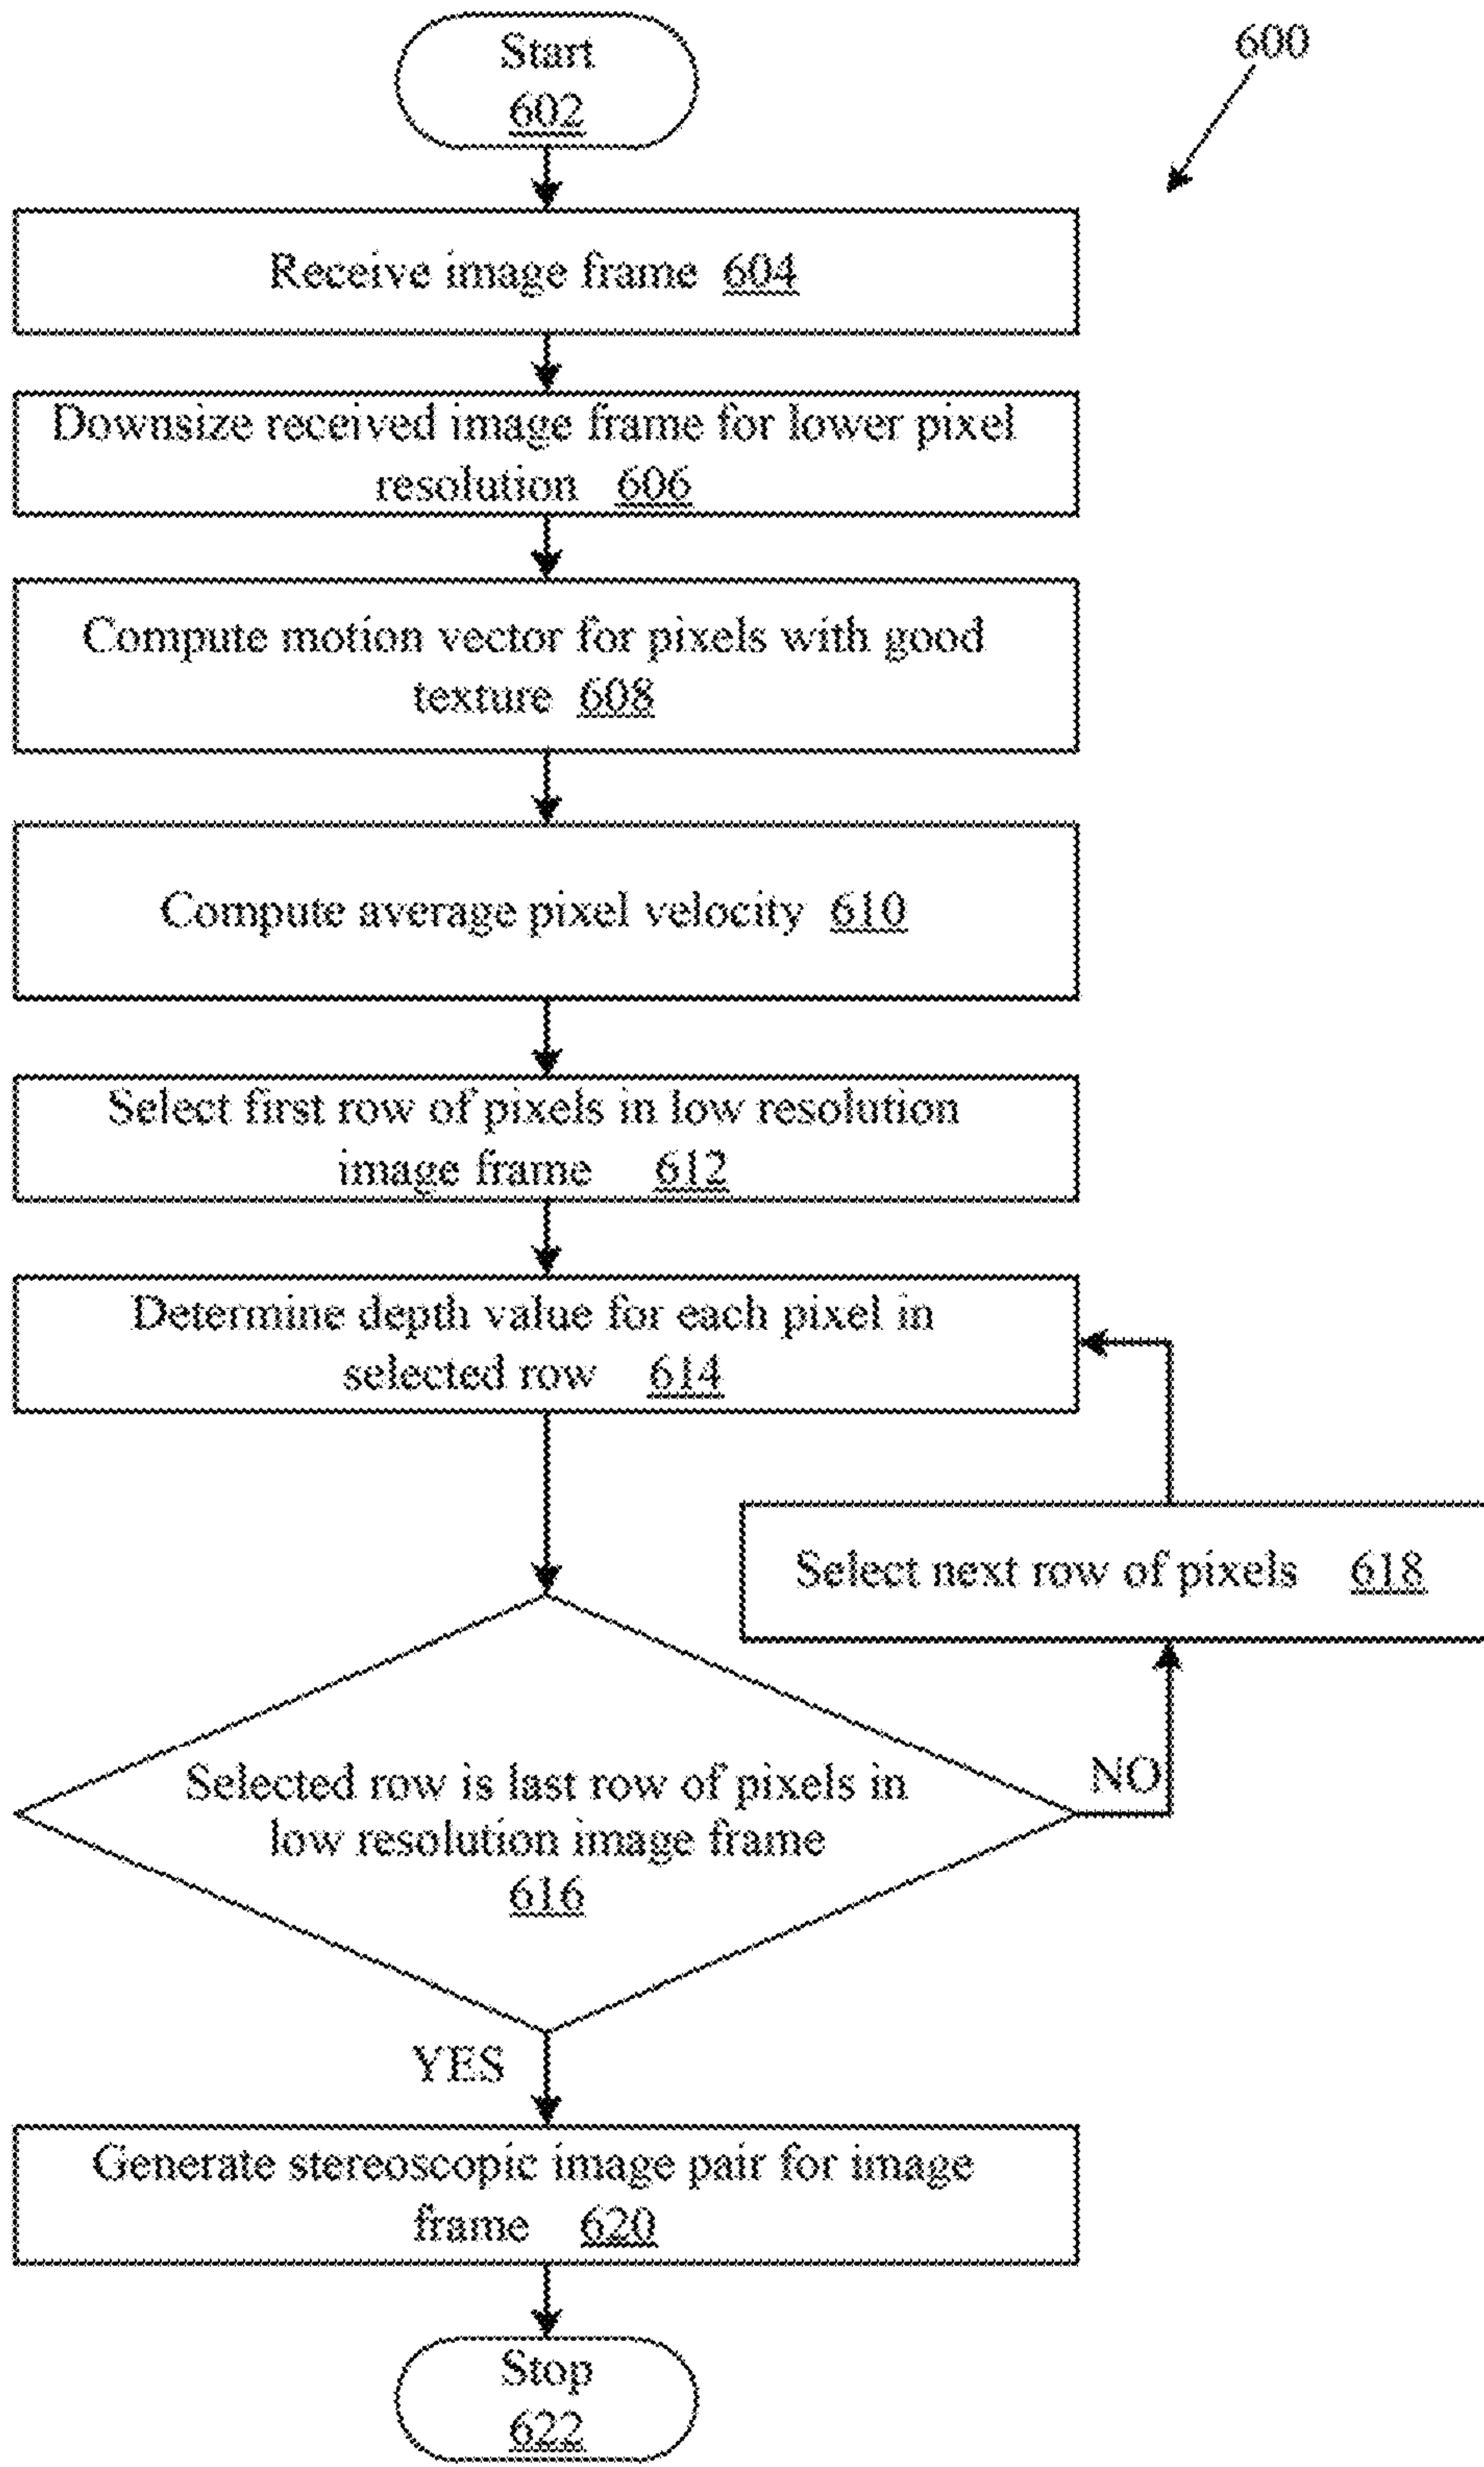 Start
602
600
Receive image frame 604
Downsize received image frame for lower pixel
resolution 606
Compute motion vector for pixels with good
texture 608
Compute average pixel velocity 610
Select first row of pixels in low resolution
image frame 612
Determine depth value for each pixel in
selected row 614
Select next row of pixels 618
Selected row is last row of pixels in
low resolution image frame
616
NO
YES
Generate stereoscopic image pair for image
frame 620
Stop
622